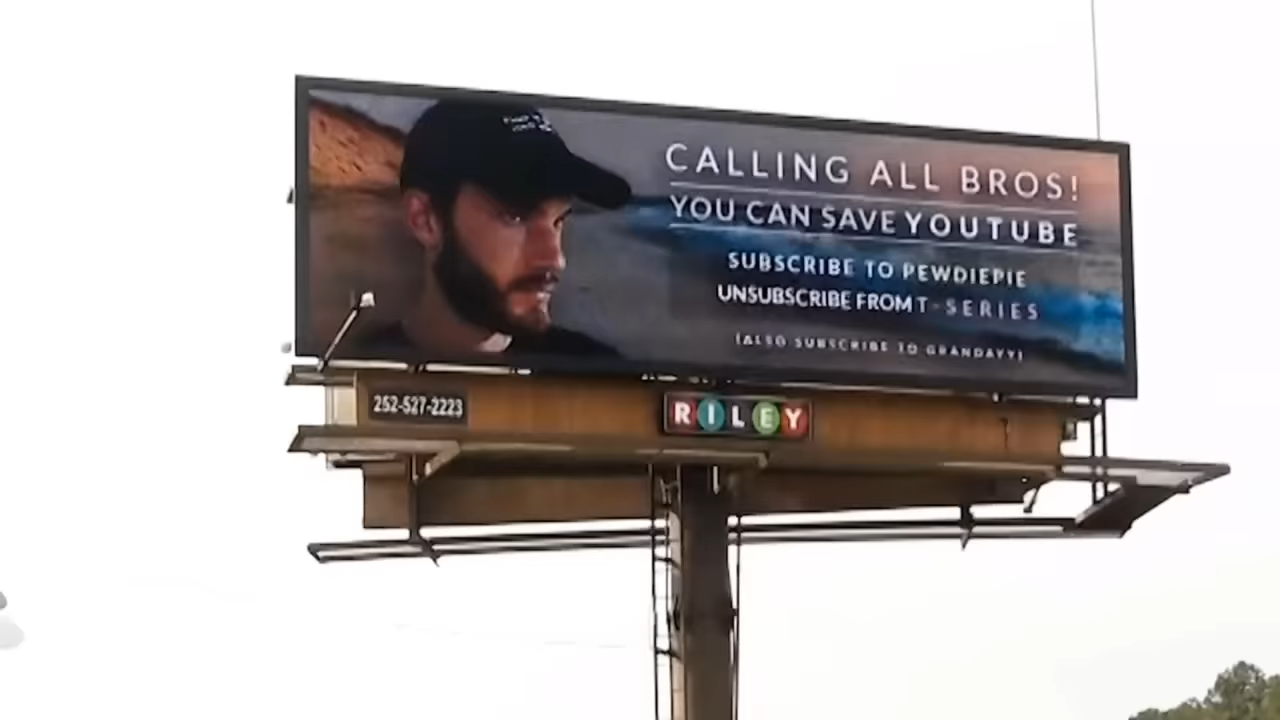 CALLING ALL BROS!
YOU CAN SAVE YOUTUBE
SUBSCRIBE TO PEWDIEPIE
UNSUBSCRIBE FROM T-SERIES
(ALSO SUBSCRIBE TO GRANDAYY)
252-527-2223
RILEY